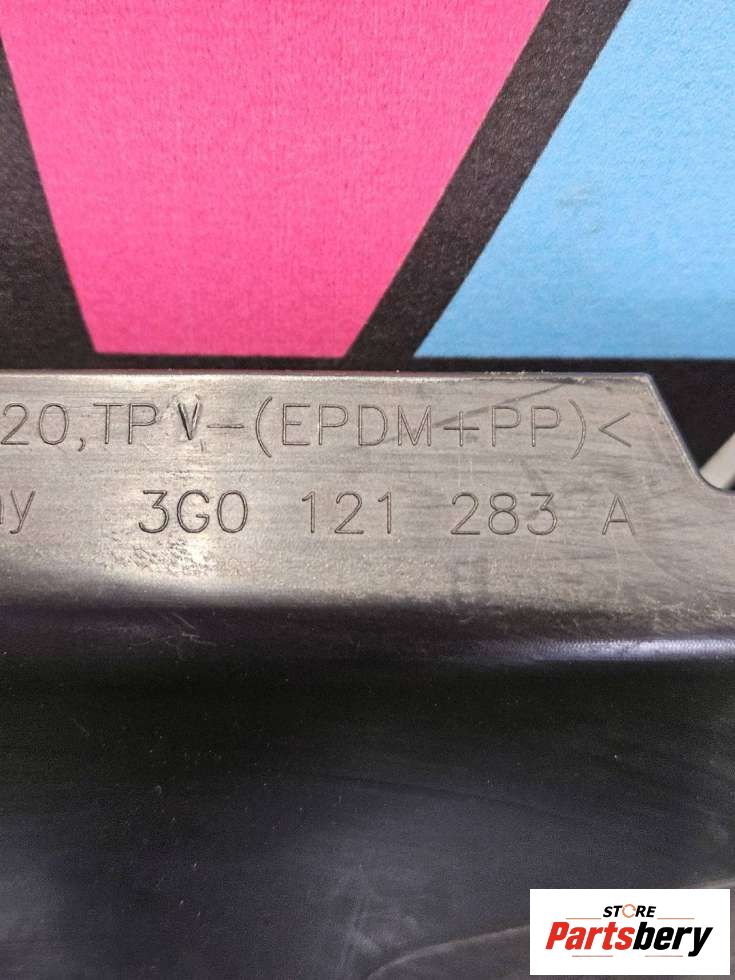 20,TPV-(EPDM+PP)<
3G0 121 283 A
STORE
Partsbery